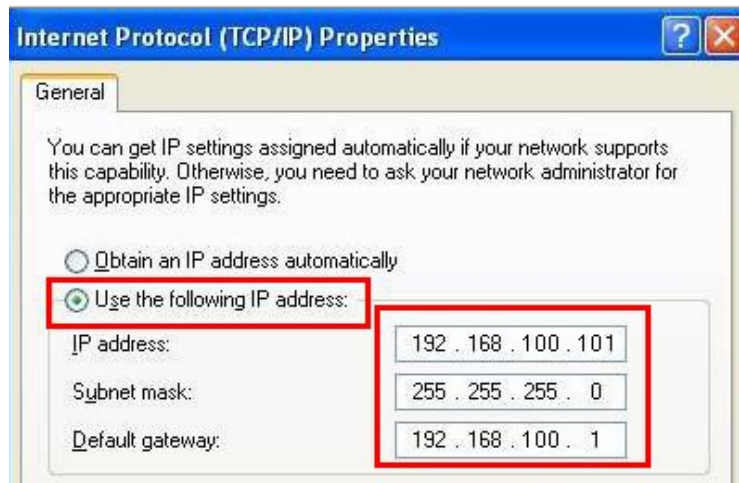 Internet Protocol (TCP/IP) Properties
General
You can get IP settings assigned automatically if your network supports
this capability. Otherwise, you need to ask your network administrator for
the appropriate IP settings.
Obtain an IP address automatically
Use the following IP address:
IP address: 192 . 168 . 100 . 101
Subnet mask: 255 . 255 . 255 . 0
Default gateway: 192 . 168 . 100 . 1